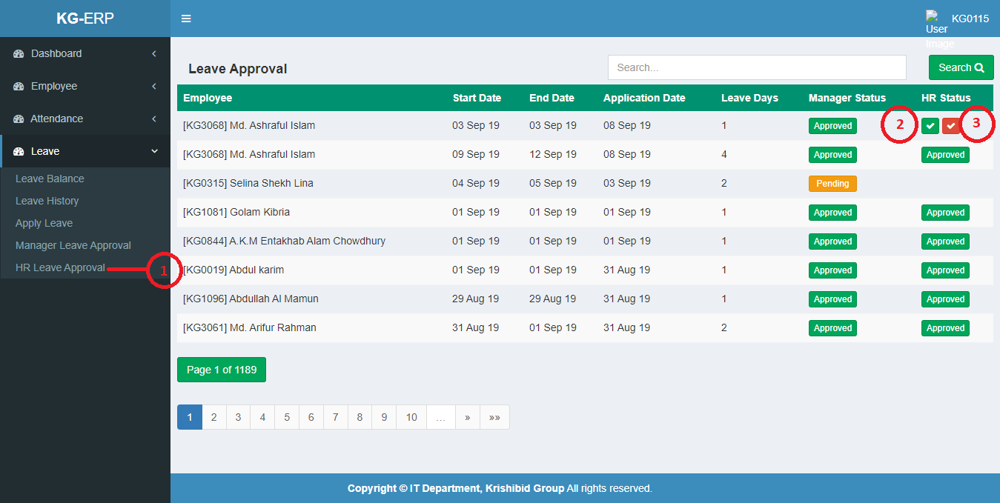 KG-ERP
User Image KG0115
Dashboard
Employee
Attendance
Leave
Leave Balance
Leave History
Apply Leave
Manager Leave Approval
HR Leave Approval
1
Leave Approval
Search...
Search
Employee Start Date End Date Application Date Leave Days Manager Status HR Status
[KG3068] Md. Ashraful Islam 03 Sep 19 03 Sep 19 08 Sep 19 1 Approved 2 3
[KG3068] Md. Ashraful Islam 09 Sep 19 12 Sep 19 08 Sep 19 4 Approved Approved
[KG0315] Selina Shekh Lina 04 Sep 19 05 Sep 19 03 Sep 19 2 Pending
[KG1081] Golam Kibria 01 Sep 19 01 Sep 19 01 Sep 19 1 Approved Approved
[KG0844] A.K.M Entakhab Alam Chowdhury 01 Sep 19 01 Sep 19 01 Sep 19 1 Approved Approved
[KG0019] Abdul karim 01 Sep 19 01 Sep 19 31 Aug 19 1 Approved Approved
[KG1096] Abdullah Al Mamun 29 Aug 19 29 Aug 19 31 Aug 19 1 Approved Approved
[KG3061] Md. Arifur Rahman 31 Aug 19 01 Sep 19 31 Aug 19 2 Approved Approved
Page 1 of 1189
1 2 3 4 5 6 7 8 9 10 ... » »»
Copyright © IT Department, Krishibid Group All rights reserved.